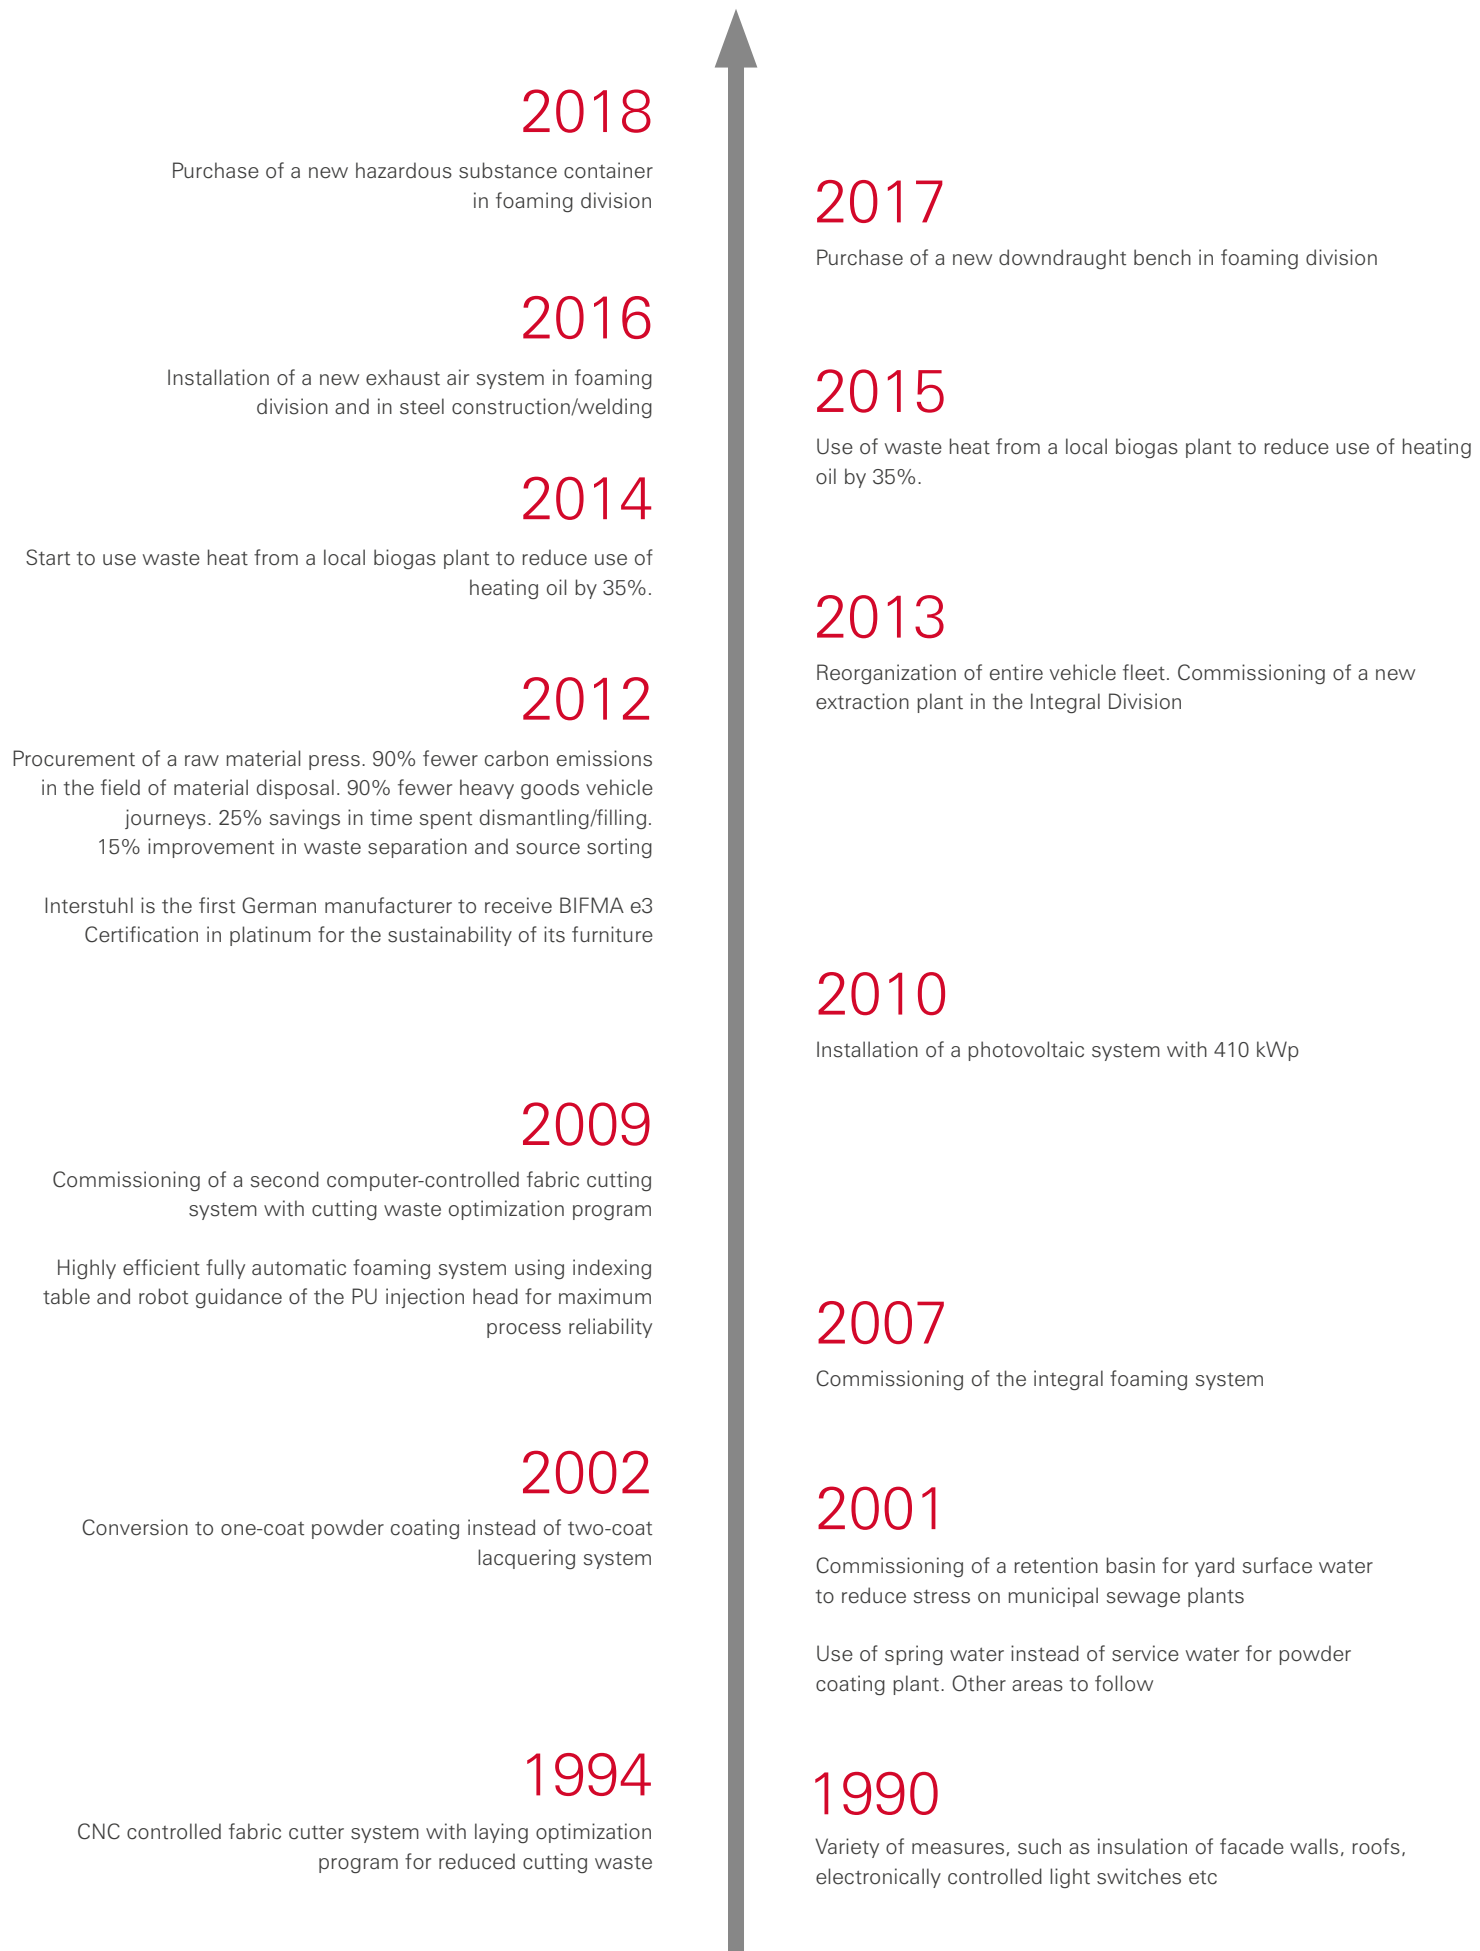 2018
Purchase of a new hazardous substance container
in foaming division
2017
Purchase of a new downdraught bench in foaming division
2016
Installation of a new exhaust air system in foaming
division and in steel construction/welding
2015
Use of waste heat from a local biogas plant to reduce use of heating
oil by 35%.
2014
Start to use waste heat from a local biogas plant to reduce use of
heating oil by 35%.
2013
Reorganization of entire vehicle fleet. Commissioning of a new
extraction plant in the Integral Division
2012
Procurement of a raw material press. 90% fewer carbon emissions
in the field of material disposal. 90% fewer heavy goods vehicle
journeys. 25% savings in time spent dismantling/filling.
15% improvement in waste separation and source sorting
Interstuhl is the first German manufacturer to receive BIFMA e3
Certification in platinum for the sustainability of its furniture
2010
Installation of a photovoltaic system with 410 kWp
2009
Commissioning of a second computer-controlled fabric cutting
system with cutting waste optimization program
Highly efficient fully automatic foaming system using indexing
table and robot guidance of the PU injection head for maximum
process reliability
2007
Commissioning of the integral foaming system
2002
Conversion to one-coat powder coating instead of two-coat
lacquering system
2001
Commissioning of a retention basin for yard surface water
to reduce stress on municipal sewage plants
Use of spring water instead of service water for powder
coating plant. Other areas to follow
1994
CNC controlled fabric cutter system with laying optimization
program for reduced cutting waste
1990
Variety of measures, such as insulation of facade walls, roofs,
electronically controlled light switches etc